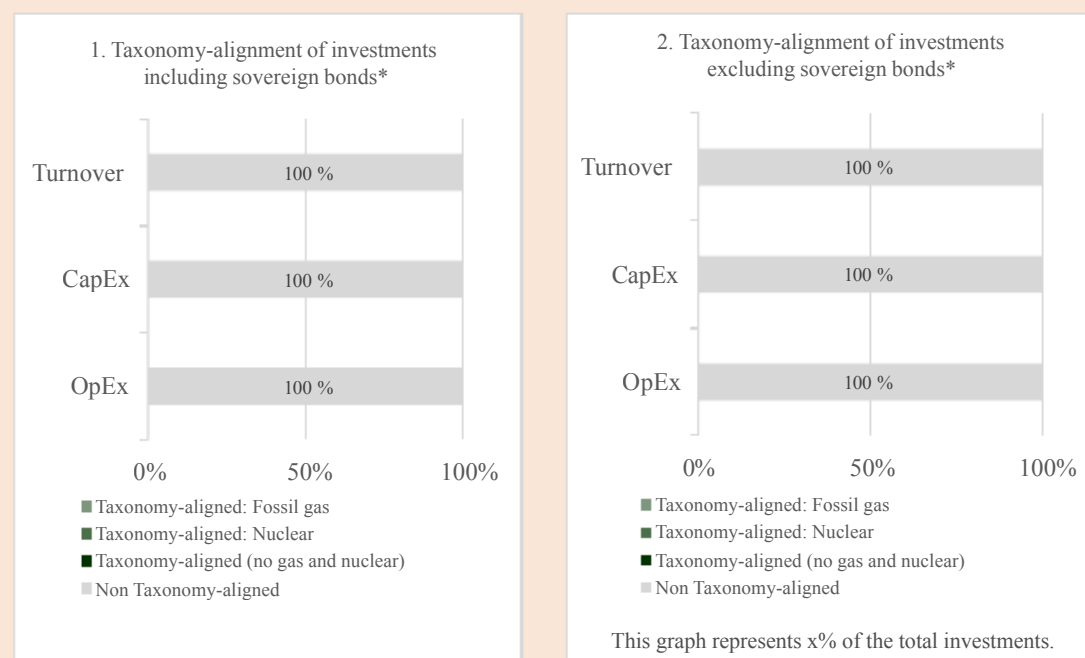 1. Taxonomy-alignment of investments
including sovereign bonds*
Turnover
100 %
CapEx
100 %
OpEx
100 %
0%
50%
100%
Taxonomy-aligned: Fossil gas
Taxonomy-aligned: Nuclear
Taxonomy-aligned (no gas and nuclear)
Non Taxonomy-aligned
2. Taxonomy-alignment of investments
excluding sovereign bonds*
Turnover
100 %
CapEx
100 %
OpEx
100 %
0%
50%
100%
Taxonomy-aligned: Fossil gas
Taxonomy-aligned: Nuclear
Taxonomy-aligned (no gas and nuclear)
Non Taxonomy-aligned
This graph represents x% of the total investments.